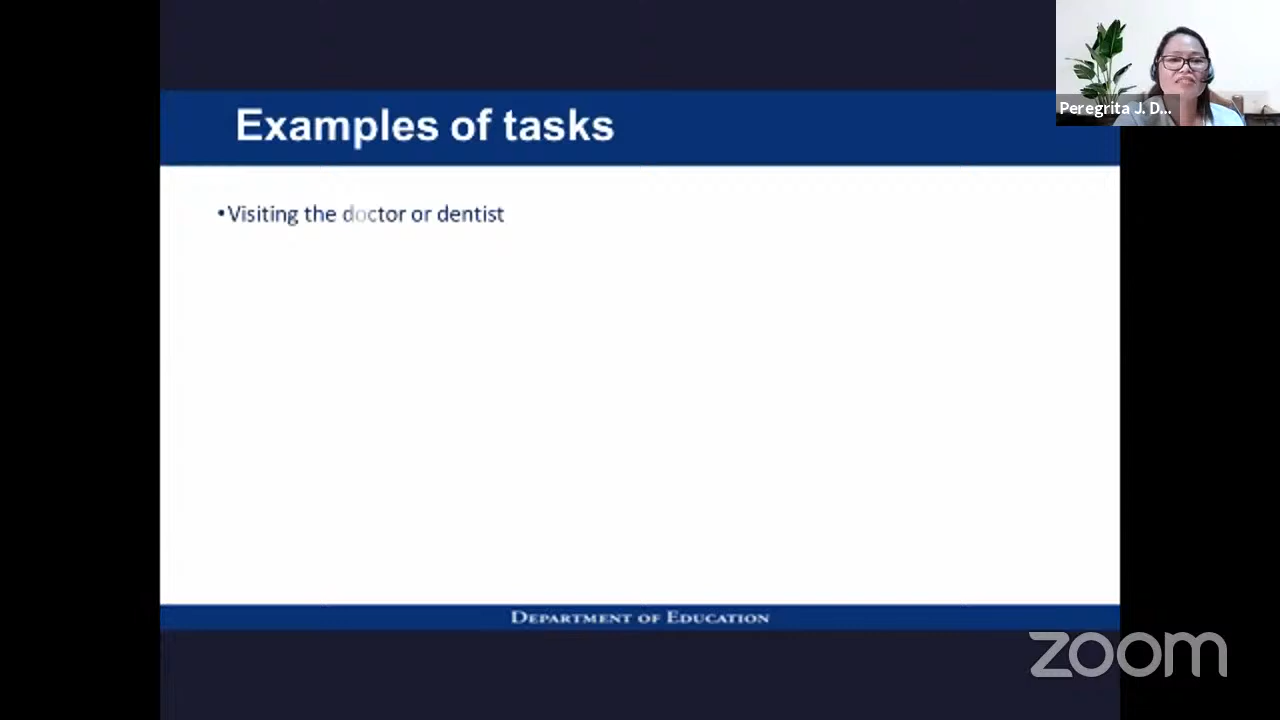 Examples of tasks
Peregrita J. D...
•Visiting the doctor or dentist
DEPARTMENT OF EDUCATION
zoom